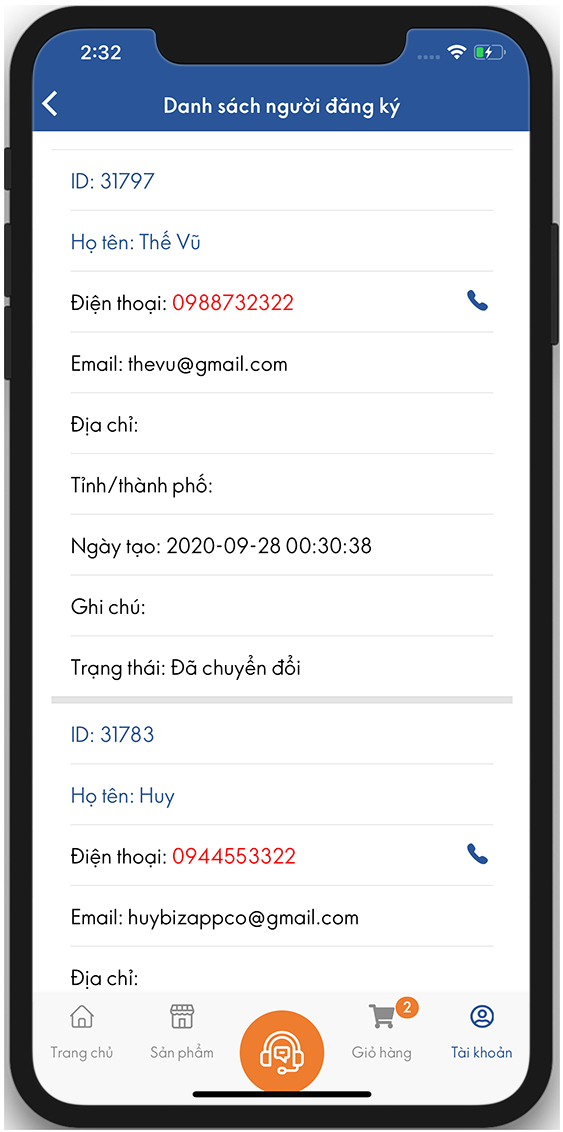 2:32
Danh sách người đăng ký
ID: 31797
Họ tên: Thế Vũ
Điện thoại: 0988732322
Email: thevu@gmail.com
Địa chỉ:
Tỉnh/thành phố:
Ngày tạo: 2020-09-28 00:30:38
Ghi chú:
Trạng thái: Đã chuyển đổi
ID: 31783
Họ tên: Huy
Điện thoại: 0944553322
Email: huybizappco@gmail.com
Địa chỉ:
2
Trang chủ Sản phẩm Giỏ hàng Tài khoản